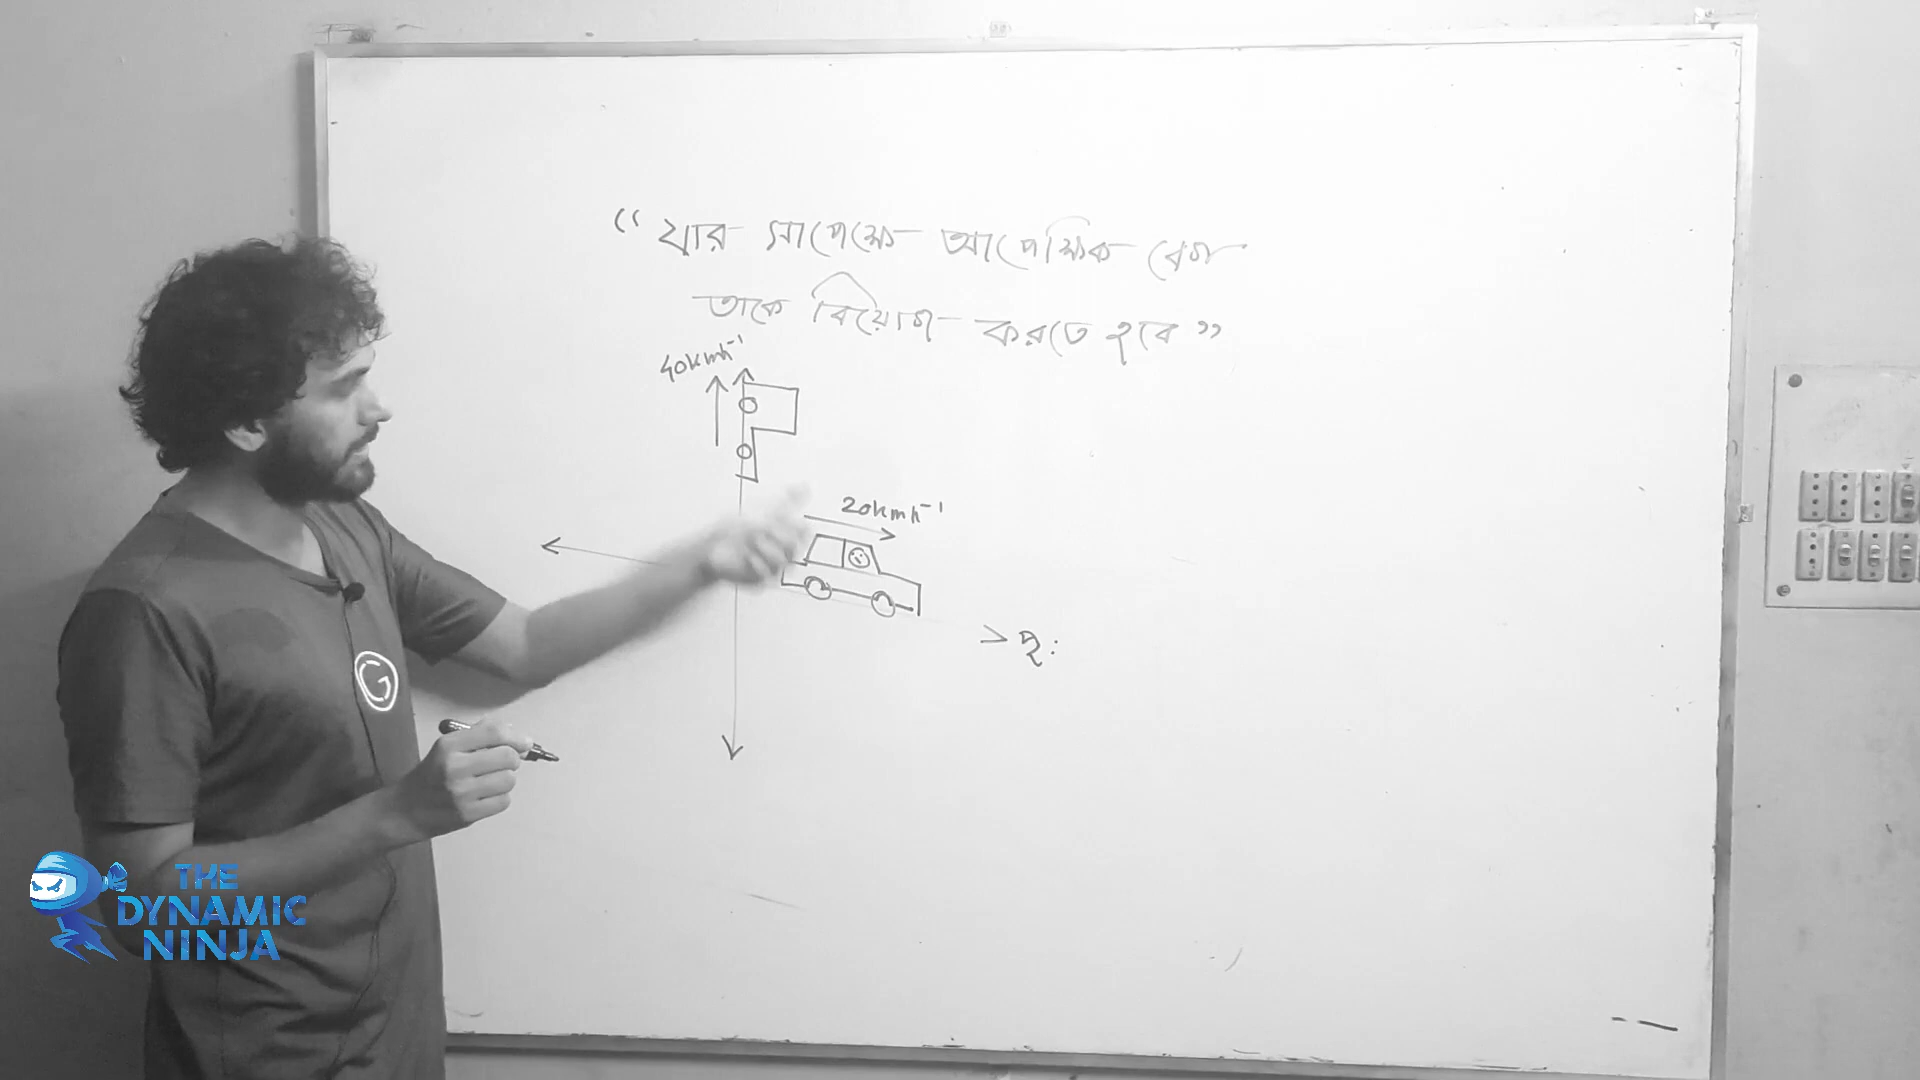 “ যার সাপেক্ষে আপেক্ষিক বেগ
তাকে বিয়োগ করতে হবে ”
40kmh⁻¹
20kmh⁻¹
পূ:
G
THE
DYNAMIC
NINJA